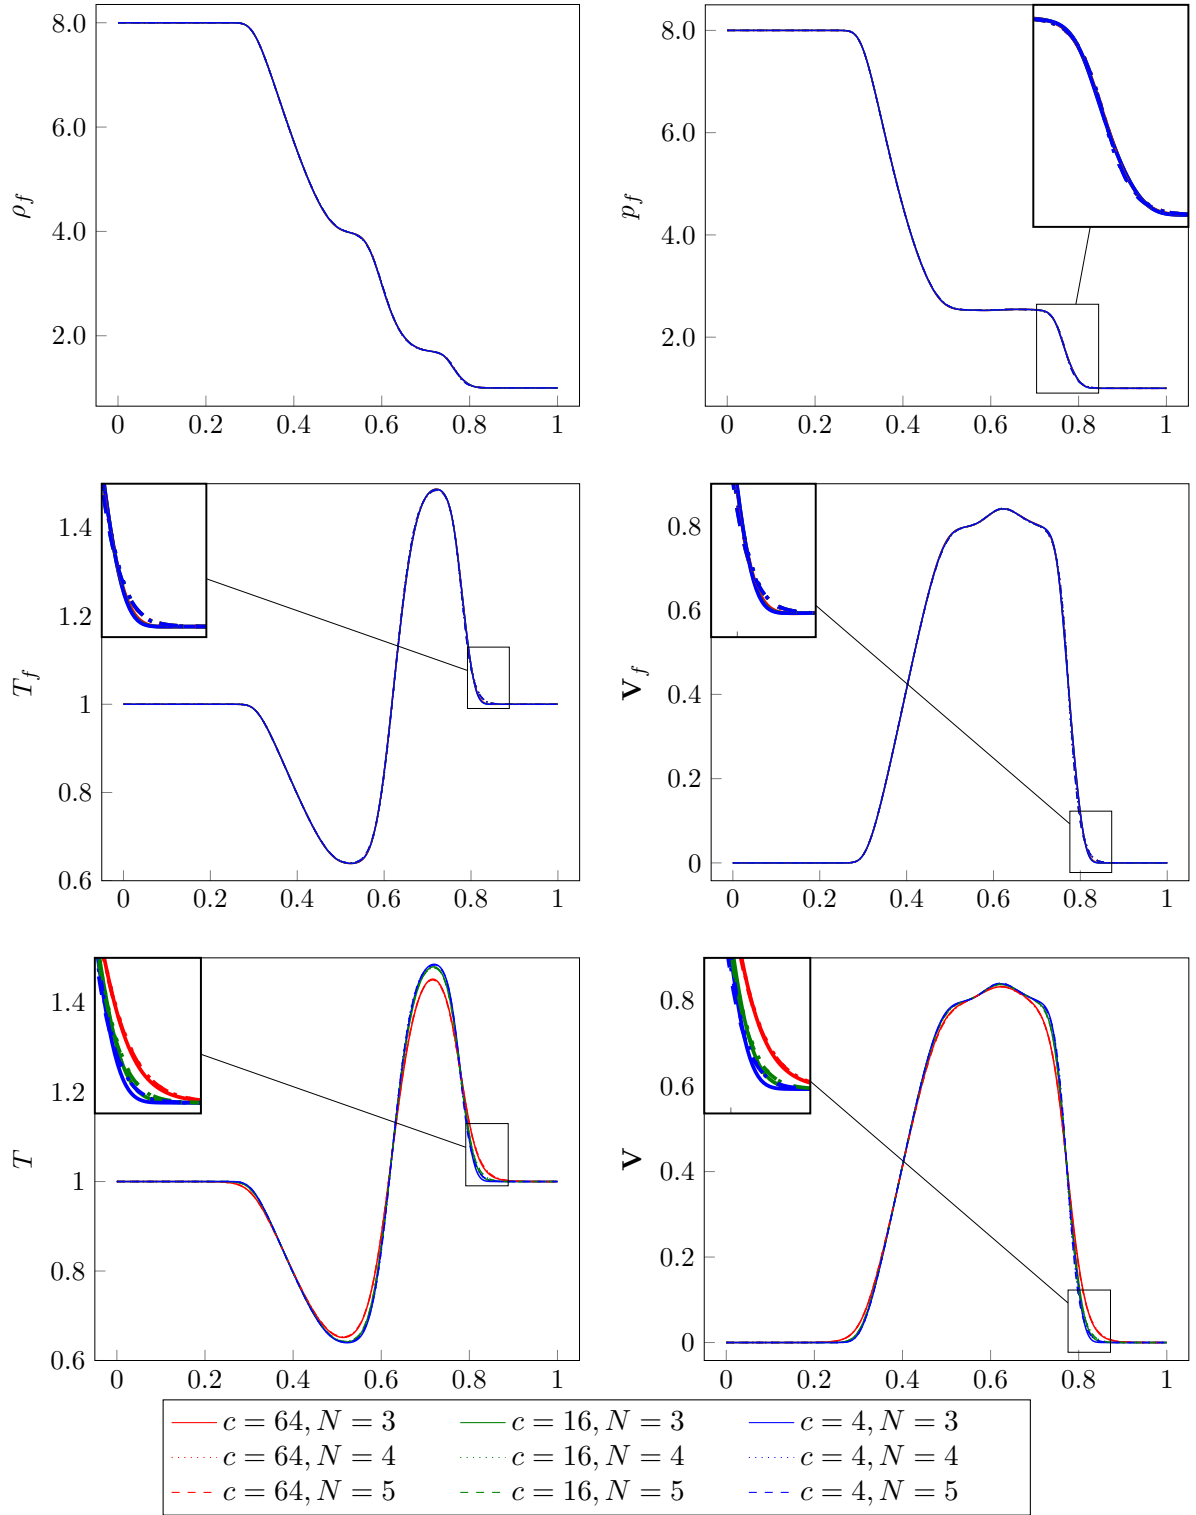 8.0
6.0
4.0
2.0
ρ_f
0 0.2 0.4 0.6 0.8 1
8.0
6.0
4.0
2.0
p_f
0 0.2 0.4 0.6 0.8 1
1.4
1.2
1
0.8
0.6
T_f
0 0.2 0.4 0.6 0.8 1
0.8
0.6
0.4
0.2
0
V_f
0 0.2 0.4 0.6 0.8 1
1.4
1.2
1
0.8
0.6
T
0 0.2 0.4 0.6 0.8 1
0.8
0.6
0.4
0.2
0
V
0 0.2 0.4 0.6 0.8 1
c = 64, N = 3 c = 16, N = 3 c = 4, N = 3
c = 64, N = 4 c = 16, N = 4 c = 4, N = 4
c = 64, N = 5 c = 16, N = 5 c = 4, N = 5